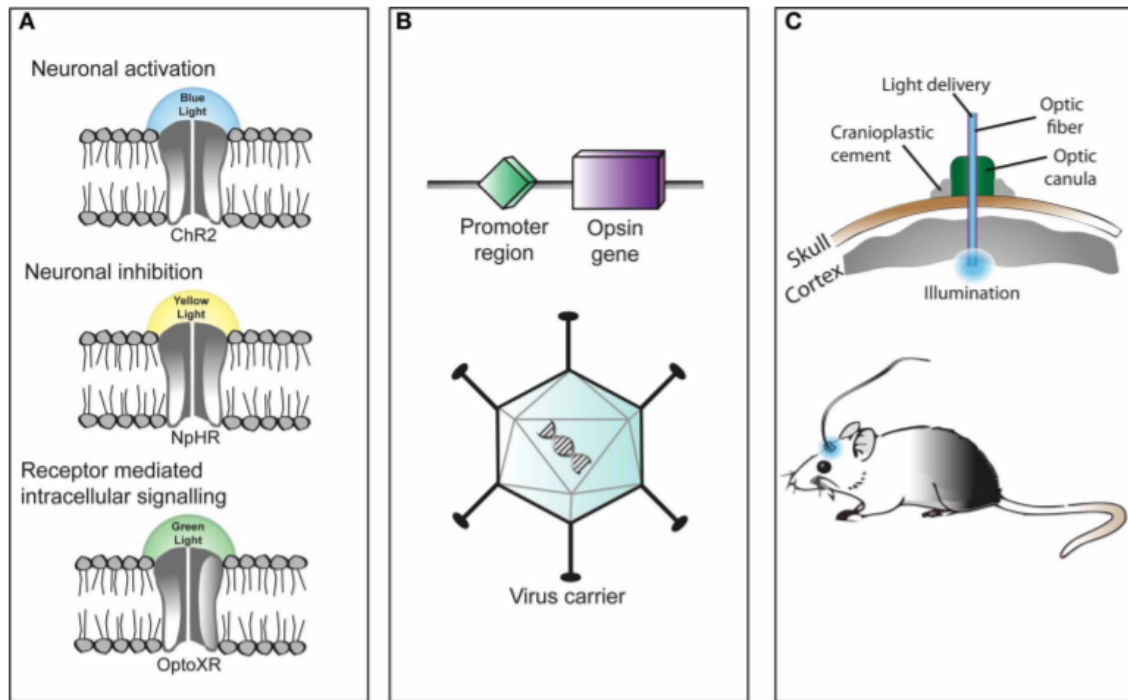 A
Neuronal activation
Blue
Light
ChR2
Neuronal inhibition
Yellow
Light
NpHR
Receptor mediated
intracellular signalling
Green
Light
OptoXR
B
Promoter
region
Opsin
gene
Virus carrier
C
Light delivery
Optic
fiber
Cranioplastic
cement
Optic
canula
Skull
Cortex
Illumination